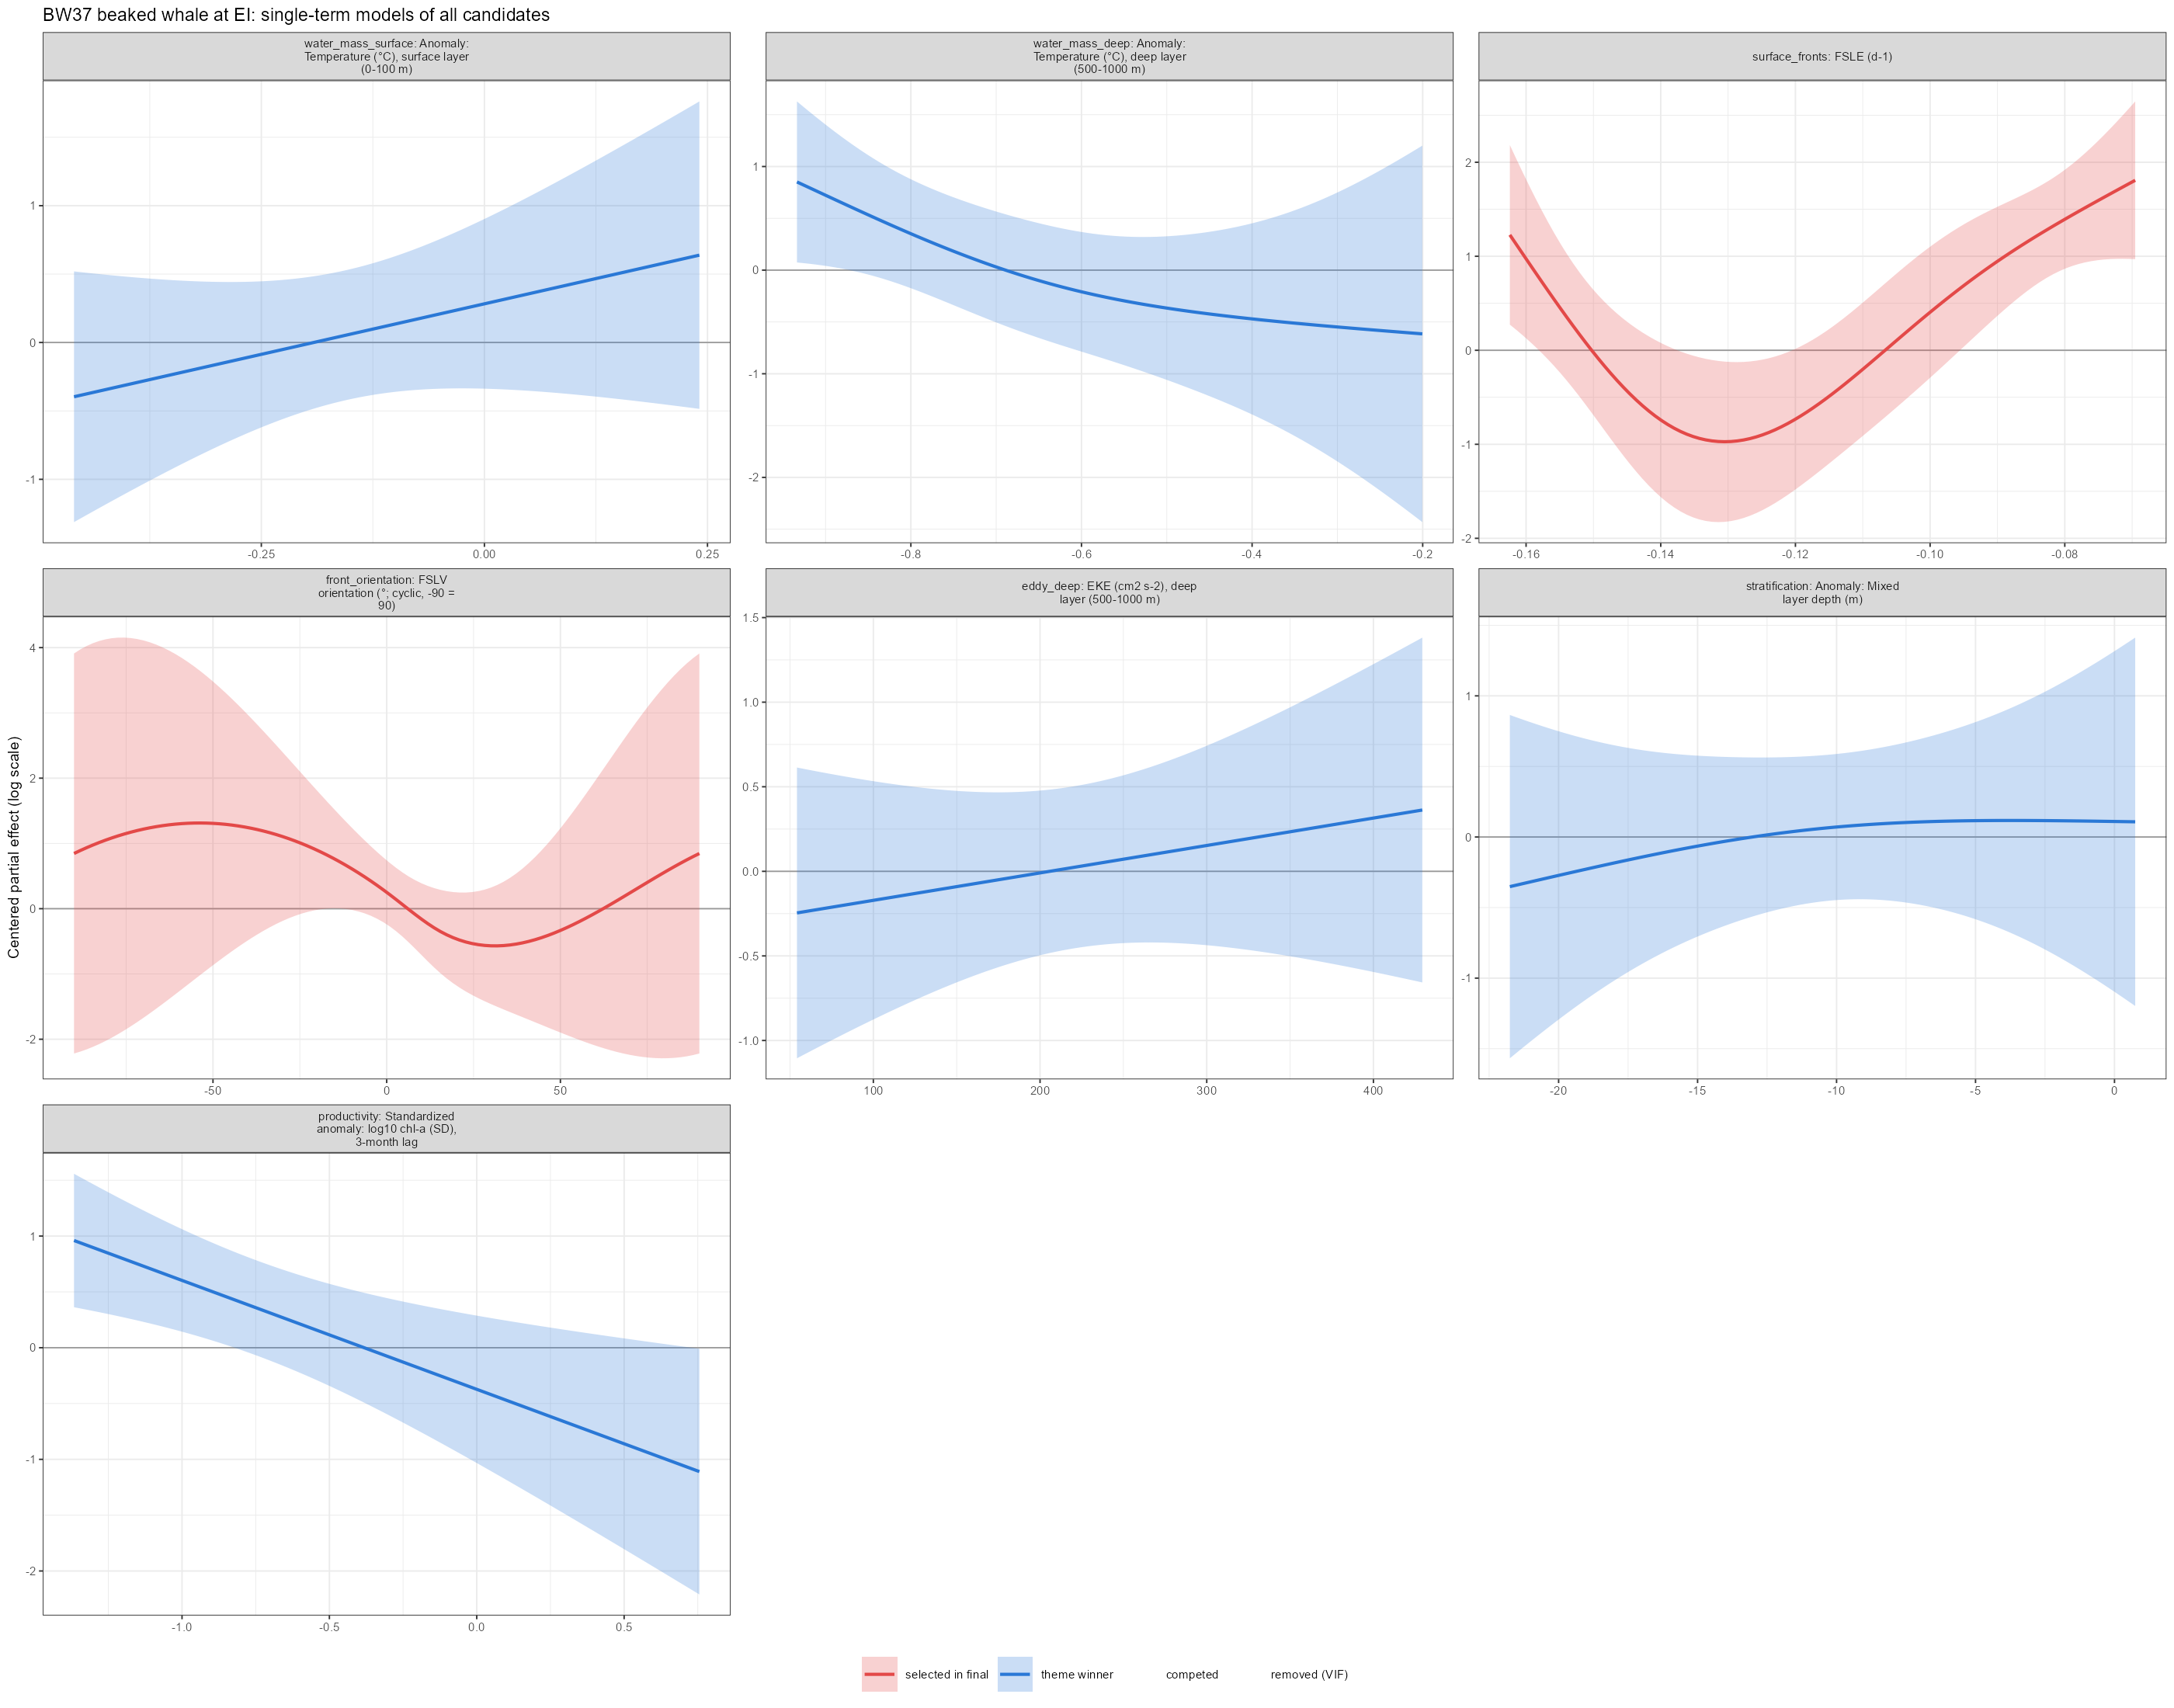 BW37 beaked whale at EI: single-term models of all candidates
water_mass_surface: Anomaly:
Temperature (°C), surface layer
(0-100 m)
water_mass_deep: Anomaly:
Temperature (°C), deep layer
(500-1000 m)
surface_fronts: FSLE (d-1)
1
0
-1
-0.25 0.00 0.25
1
0
-1
-2
-0.8 -0.6 -0.4 -0.2
2
1
0
-1
-2
-0.16 -0.14 -0.12 -0.10 -0.08
front_orientation: FSLV
orientation (°; cyclic, -90 =
90)
eddy_deep: EKE (cm2 s-2), deep
layer (500-1000 m)
stratification: Anomaly: Mixed
layer depth (m)
Centered partial effect (log scale)
4
2
0
-2
-50 0 50
1.5
1.0
0.5
0.0
-0.5
-1.0
100 200 300 400
1
0
-1
-20 -15 -10 -5 0
productivity: Standardized
anomaly: log10 chl-a (SD),
3-month lag
1
0
-1
-2
-1.0 -0.5 0.0 0.5
selected in final theme winner competed removed (VIF)